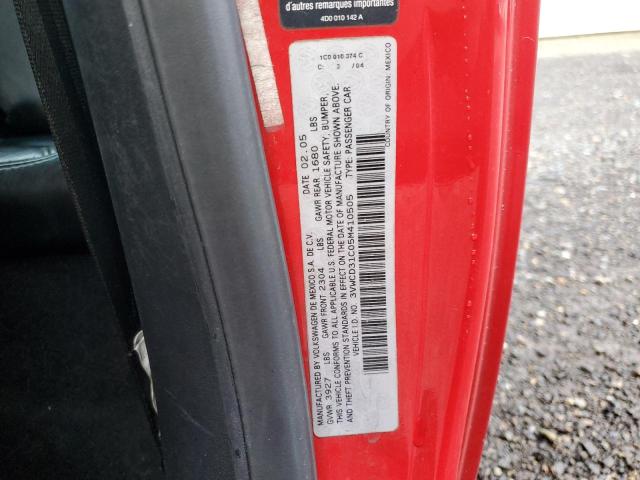 d'autres remarques importantes
4D0 010 142 A
1C0 010 374 C
C 3 /04
MANUFACTURED BY VOLKSWAGEN DE MEXICO S.A. DE C.V. DATE 02.05
GVWR 3927 LBS GAWR FRONT 2304 LBS GAWR REAR 1680 LBS
THIS VEHICLE CONFORMS TO ALL APPLICABLE U.S. FEDERAL MOTOR VEHICLE SAFETY, BUMPER,
AND THEFT PREVENTION STANDARDS IN EFFECT ON THE DATE OF MANUFACTURE SHOWN ABOVE.
VEHICLE I.D. NO. 3VWCD31C05M410505 TYPE: PASSENGER CAR
COUNTRY OF ORIGIN: MEXICO